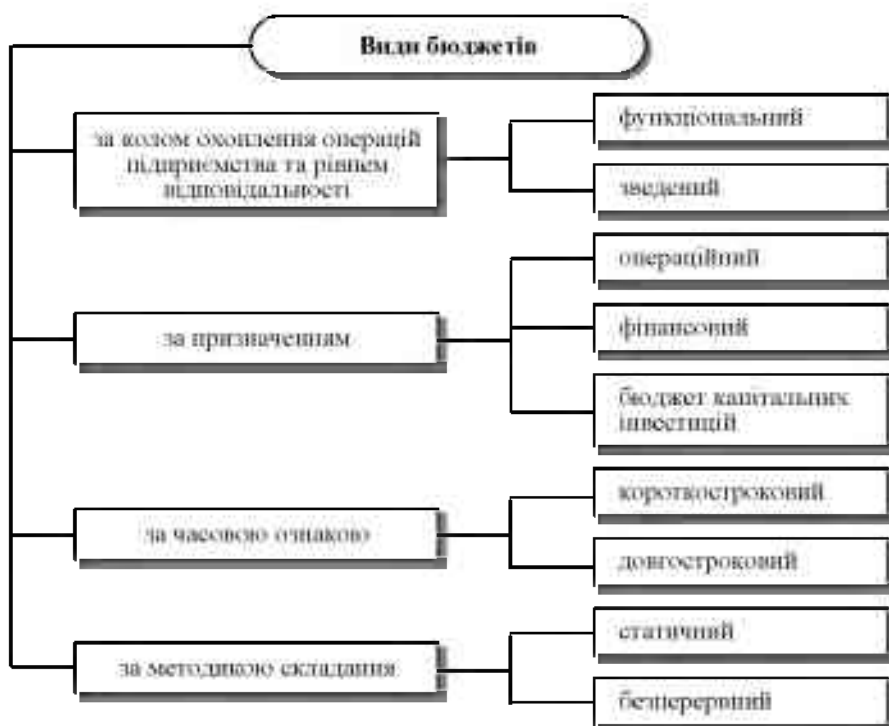 Види бюджетів
за колом охоплення операцій
підприємства та рівнем
відповідальності
функціональний
зведений
за призначенням
операційний
фінансовий
бюджет капітальних
інвестицій
за часовою ознакою
короткостроковий
довгостроковий
за методикою складання
статичний
безперервний